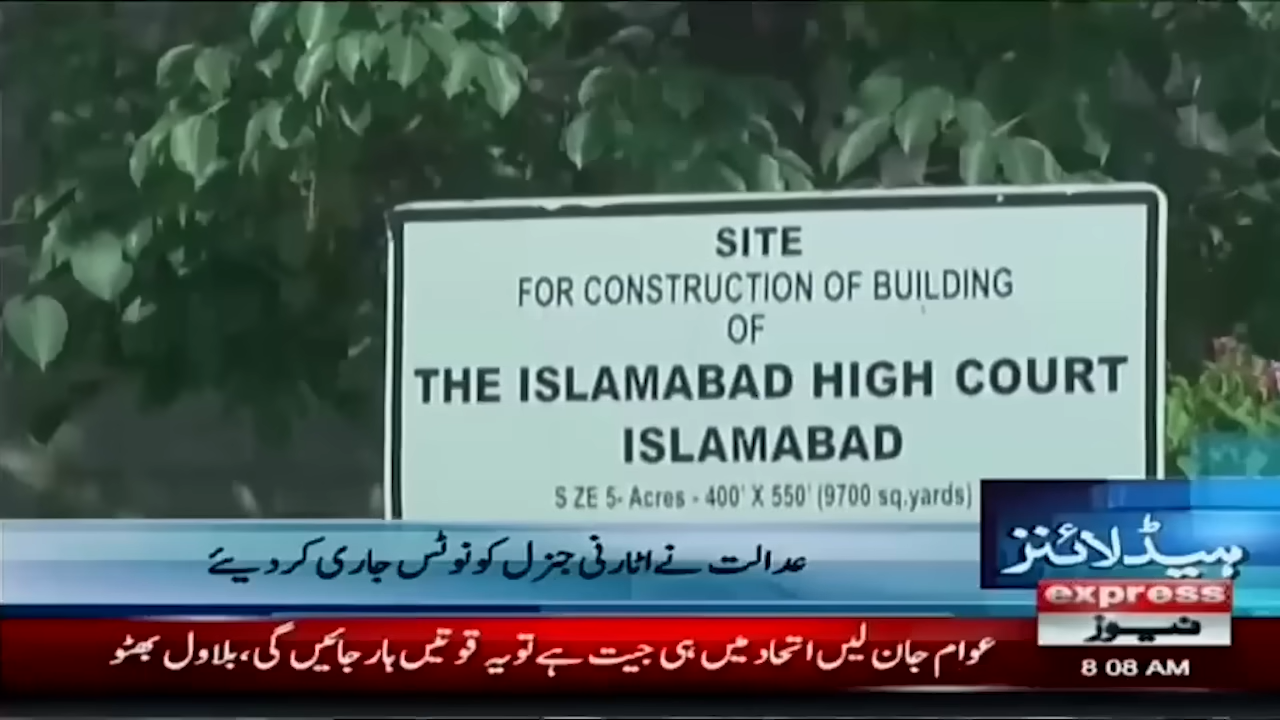 SITE
FOR CONSTRUCTION OF BUILDING
OF
THE ISLAMABAD HIGH COURT
ISLAMABAD
S ZE 5- Acres - 400' X 550' (9700 sq.yards)
ہیڈلائنز
عدالت نے اٹارنی جنرل کو نوٹس جاری کر دیئے
express
نیوز
عوام جان لیں اتحاد میں ہی جیت ہے تو یہ قوتیں ہار جائیں گی، بلاول بھٹو
8 08 AM